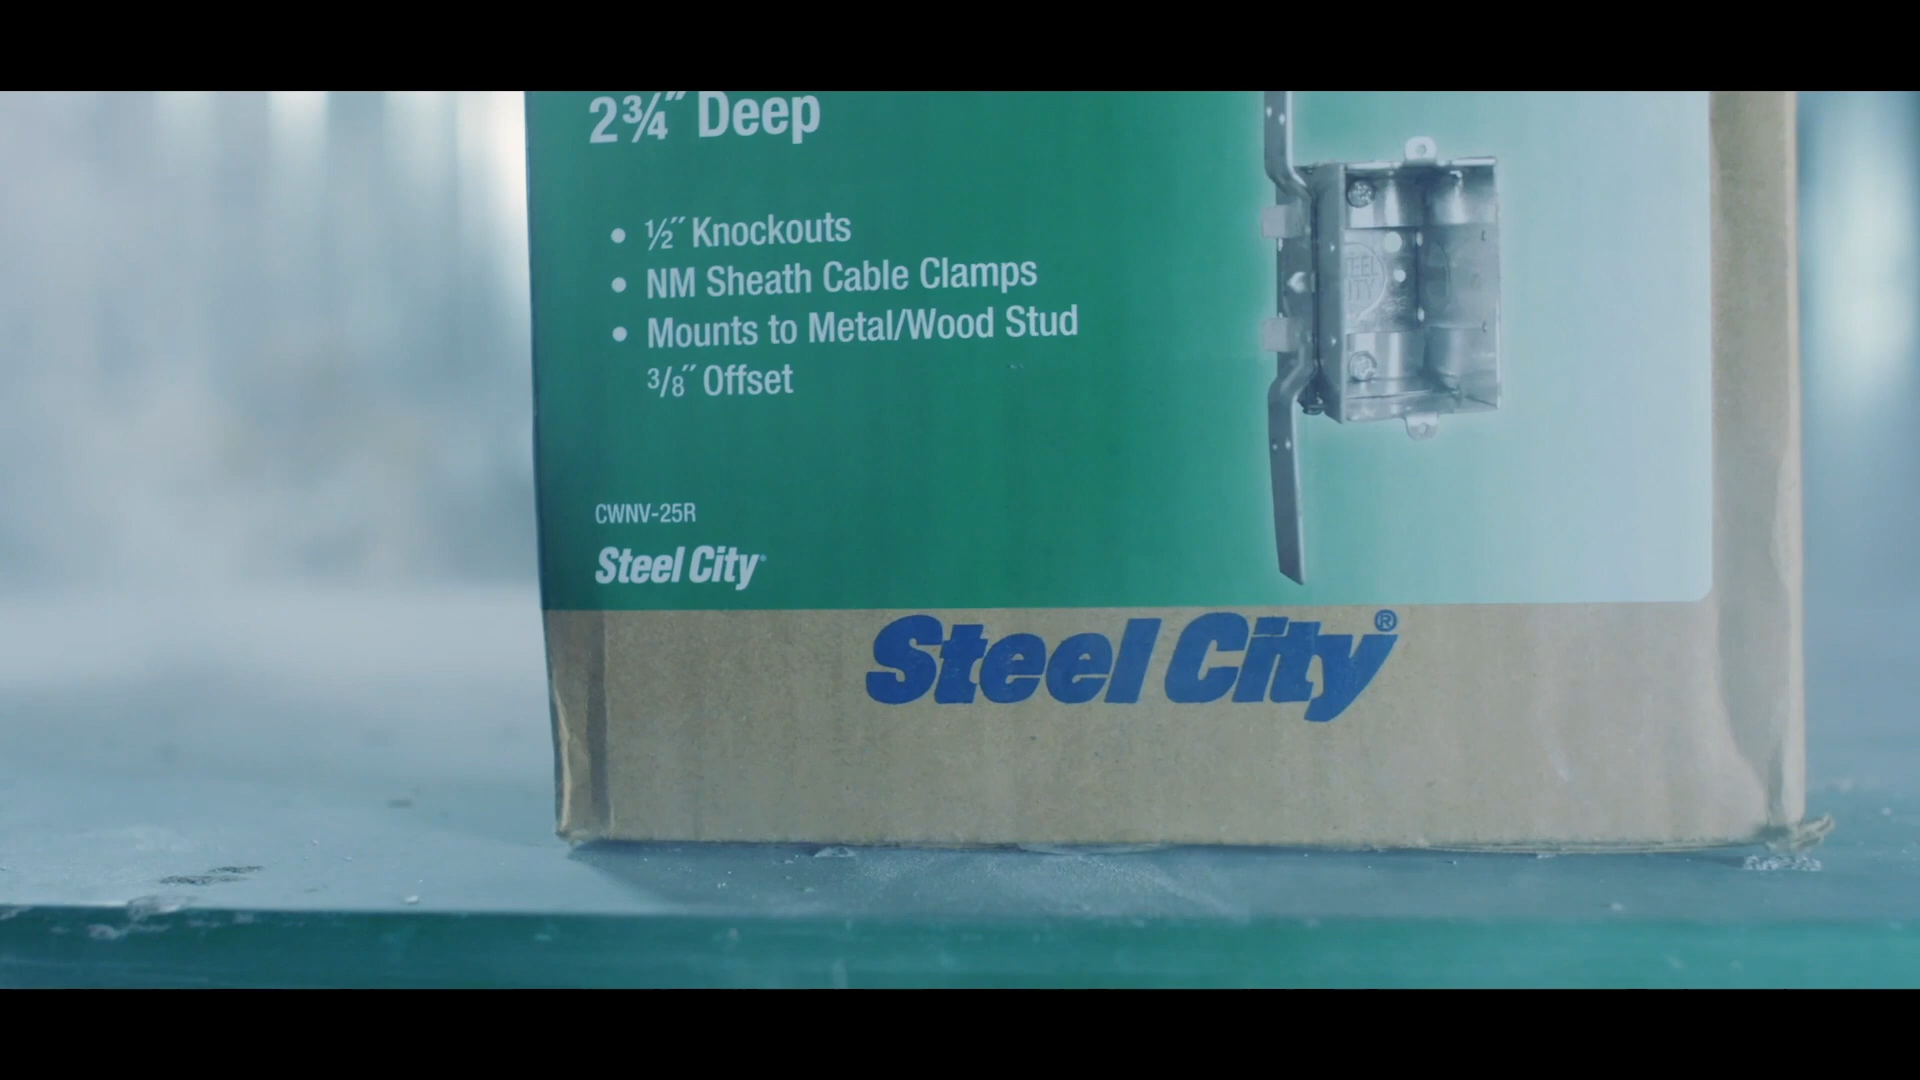 2¾″ Deep
• ½″ Knockouts
• NM Sheath Cable Clamps
• Mounts to Metal/Wood Stud
3/8″ Offset
CWNV-25R
Steel City
Steel City®